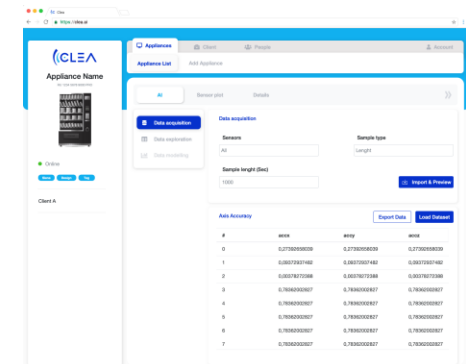 Clea
https://clea.ai
CLEA
Appliance Name
Online
Client A
Appliances
Client
People
Account
Appliance List
Add Appliance
AI
Sensor plot
Details
Data acquisition
Data exploration
Data modelling
Data acquisition
Sensors
Sample type
All
Lenght
Sample lenght (Sec)
1000
Import & Preview
Axis Accuracy
Export Data
Load Dataset
# accx accy accz
0 0,27392658039 0,27392658039 0,27392658039
1 0,09372937492 0,09372937492 0,09372937492
2 0,00378272388 0,00378272388 0,00378272388
3 0,78362002827 0,78362002827 0,78362002827
4 0,78362002827 0,78362002827 0,78362002827
5 0,78362002827 0,78362002827 0,78362002827
6 0,78362002827 0,78362002827 0,78362002827
7 0,78362002827 0,78362002827 0,78362002827